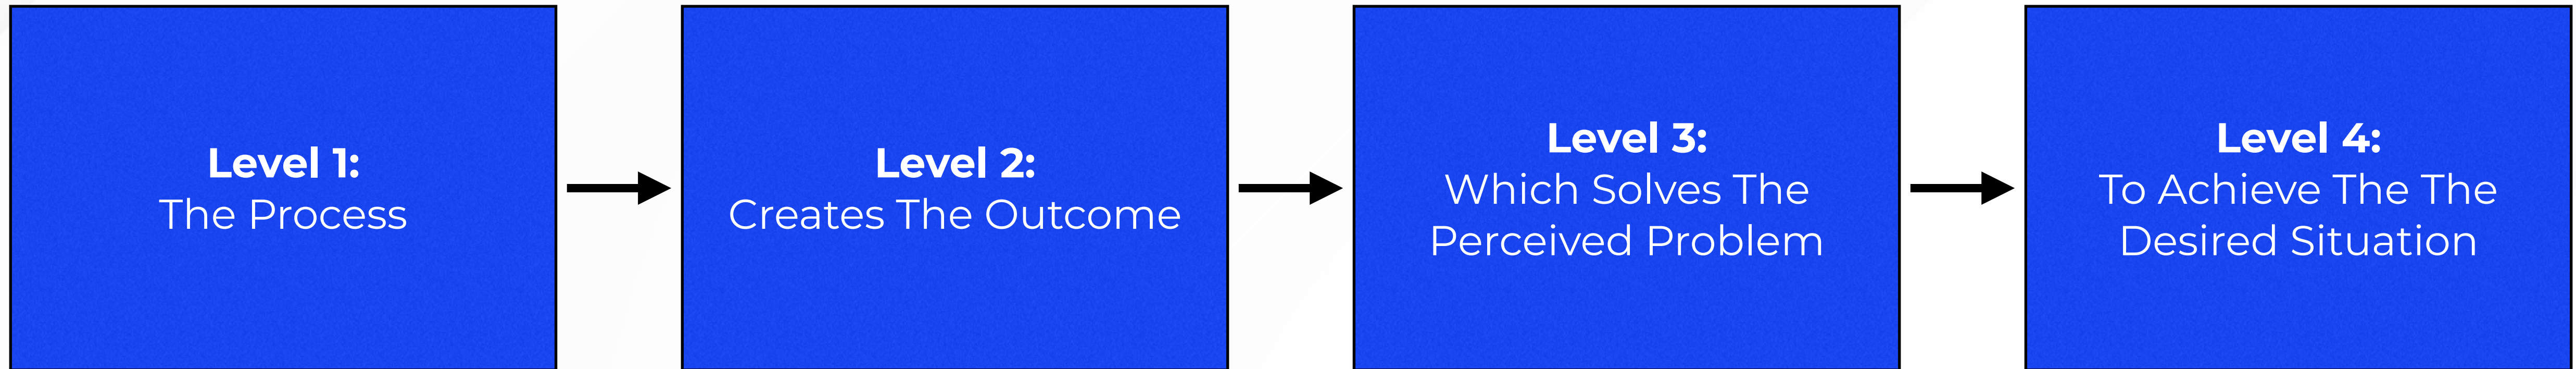 Level 1:
The Process
Level 2:
Creates The Outcome
Level 3:
Which Solves The
Perceived Problem
Level 4:
To Achieve The The
Desired Situation